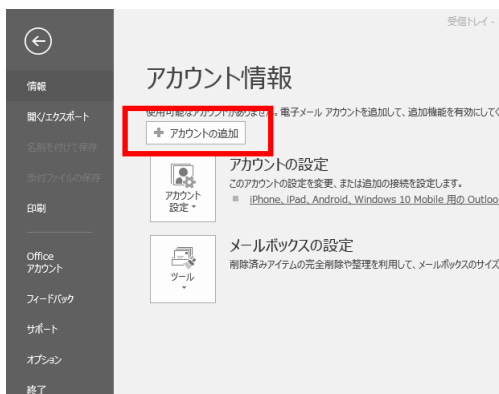 受信トレイ -
アカウント情報
情報
開く/エクスポート
名前を付けて保存
添付ファイルの保存
印刷
Office
アカウント
フィードバック
サポート
オプション
終了
使用可能なアカウントがありません。電子メール アカウントを追加して、追加機能を有効にしてく
アカウントの追加
アカウント
設定
アカウントの設定
このアカウントの設定を変更、または追加の接続を設定します。
iPhone、iPad、Android、Windows 10 Mobile 用の Outloo
ツール
メールボックスの設定
削除済みアイテムの完全削除や整理を利用して、メールボックスのサイズ